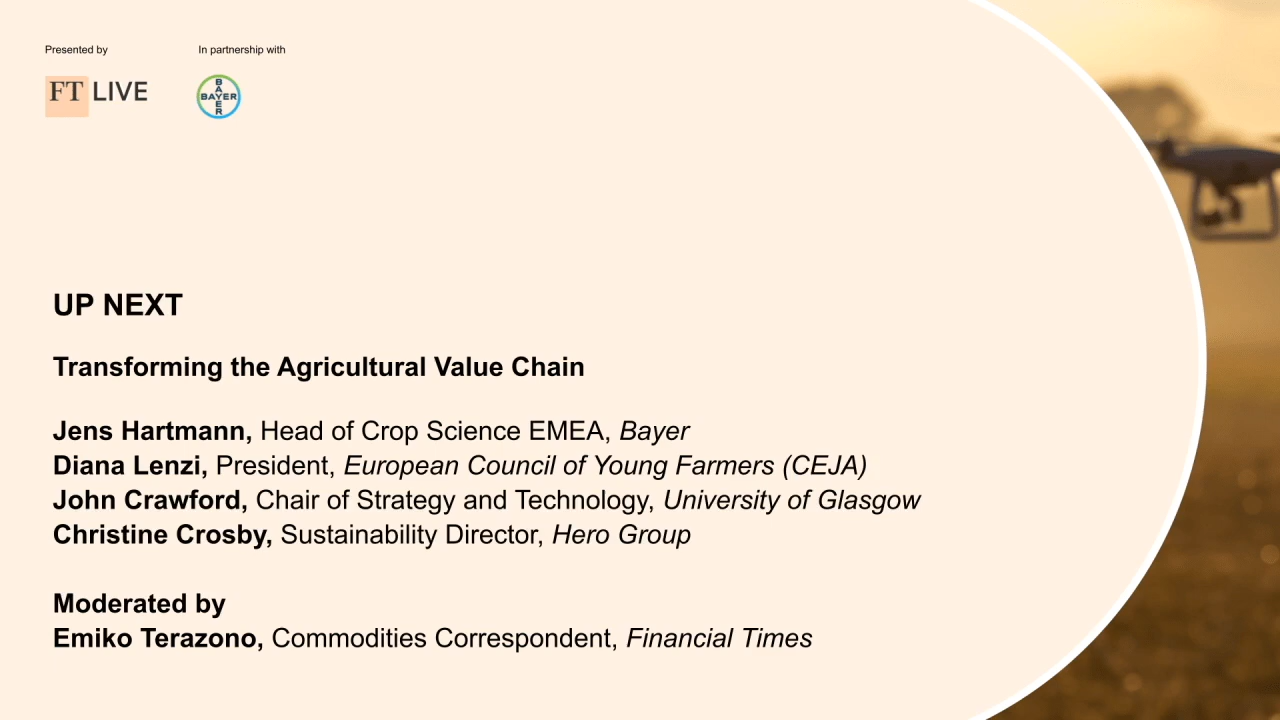 Presented by
In partnership with
FT LIVE
BAYER
BAYER
UP NEXT
Transforming the Agricultural Value Chain
Jens Hartmann, Head of Crop Science EMEA, Bayer
Diana Lenzi, President, European Council of Young Farmers (CEJA)
John Crawford, Chair of Strategy and Technology, University of Glasgow
Christine Crosby, Sustainability Director, Hero Group
Moderated by
Emiko Terazono, Commodities Correspondent, Financial Times